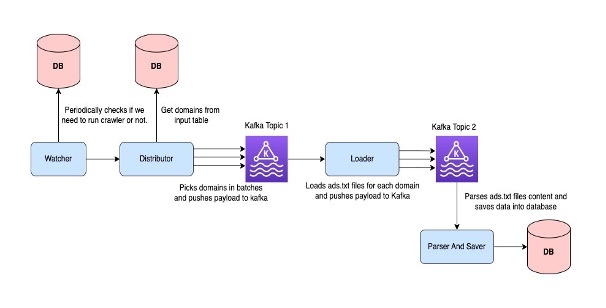 DB
DB
Periodically checks if we
need to run crawler or not.
Get domains from
input table
Kafka Topic 1
Kafka Topic 2
Watcher
Distributor
K
Loader
K
Picks domains in batches
and pushes payload to kafka
Loads ads.txt files for each domain
and pushes payload to Kafka
Parses ads.txt files content and
saves data into database
Parser And Saver
DB